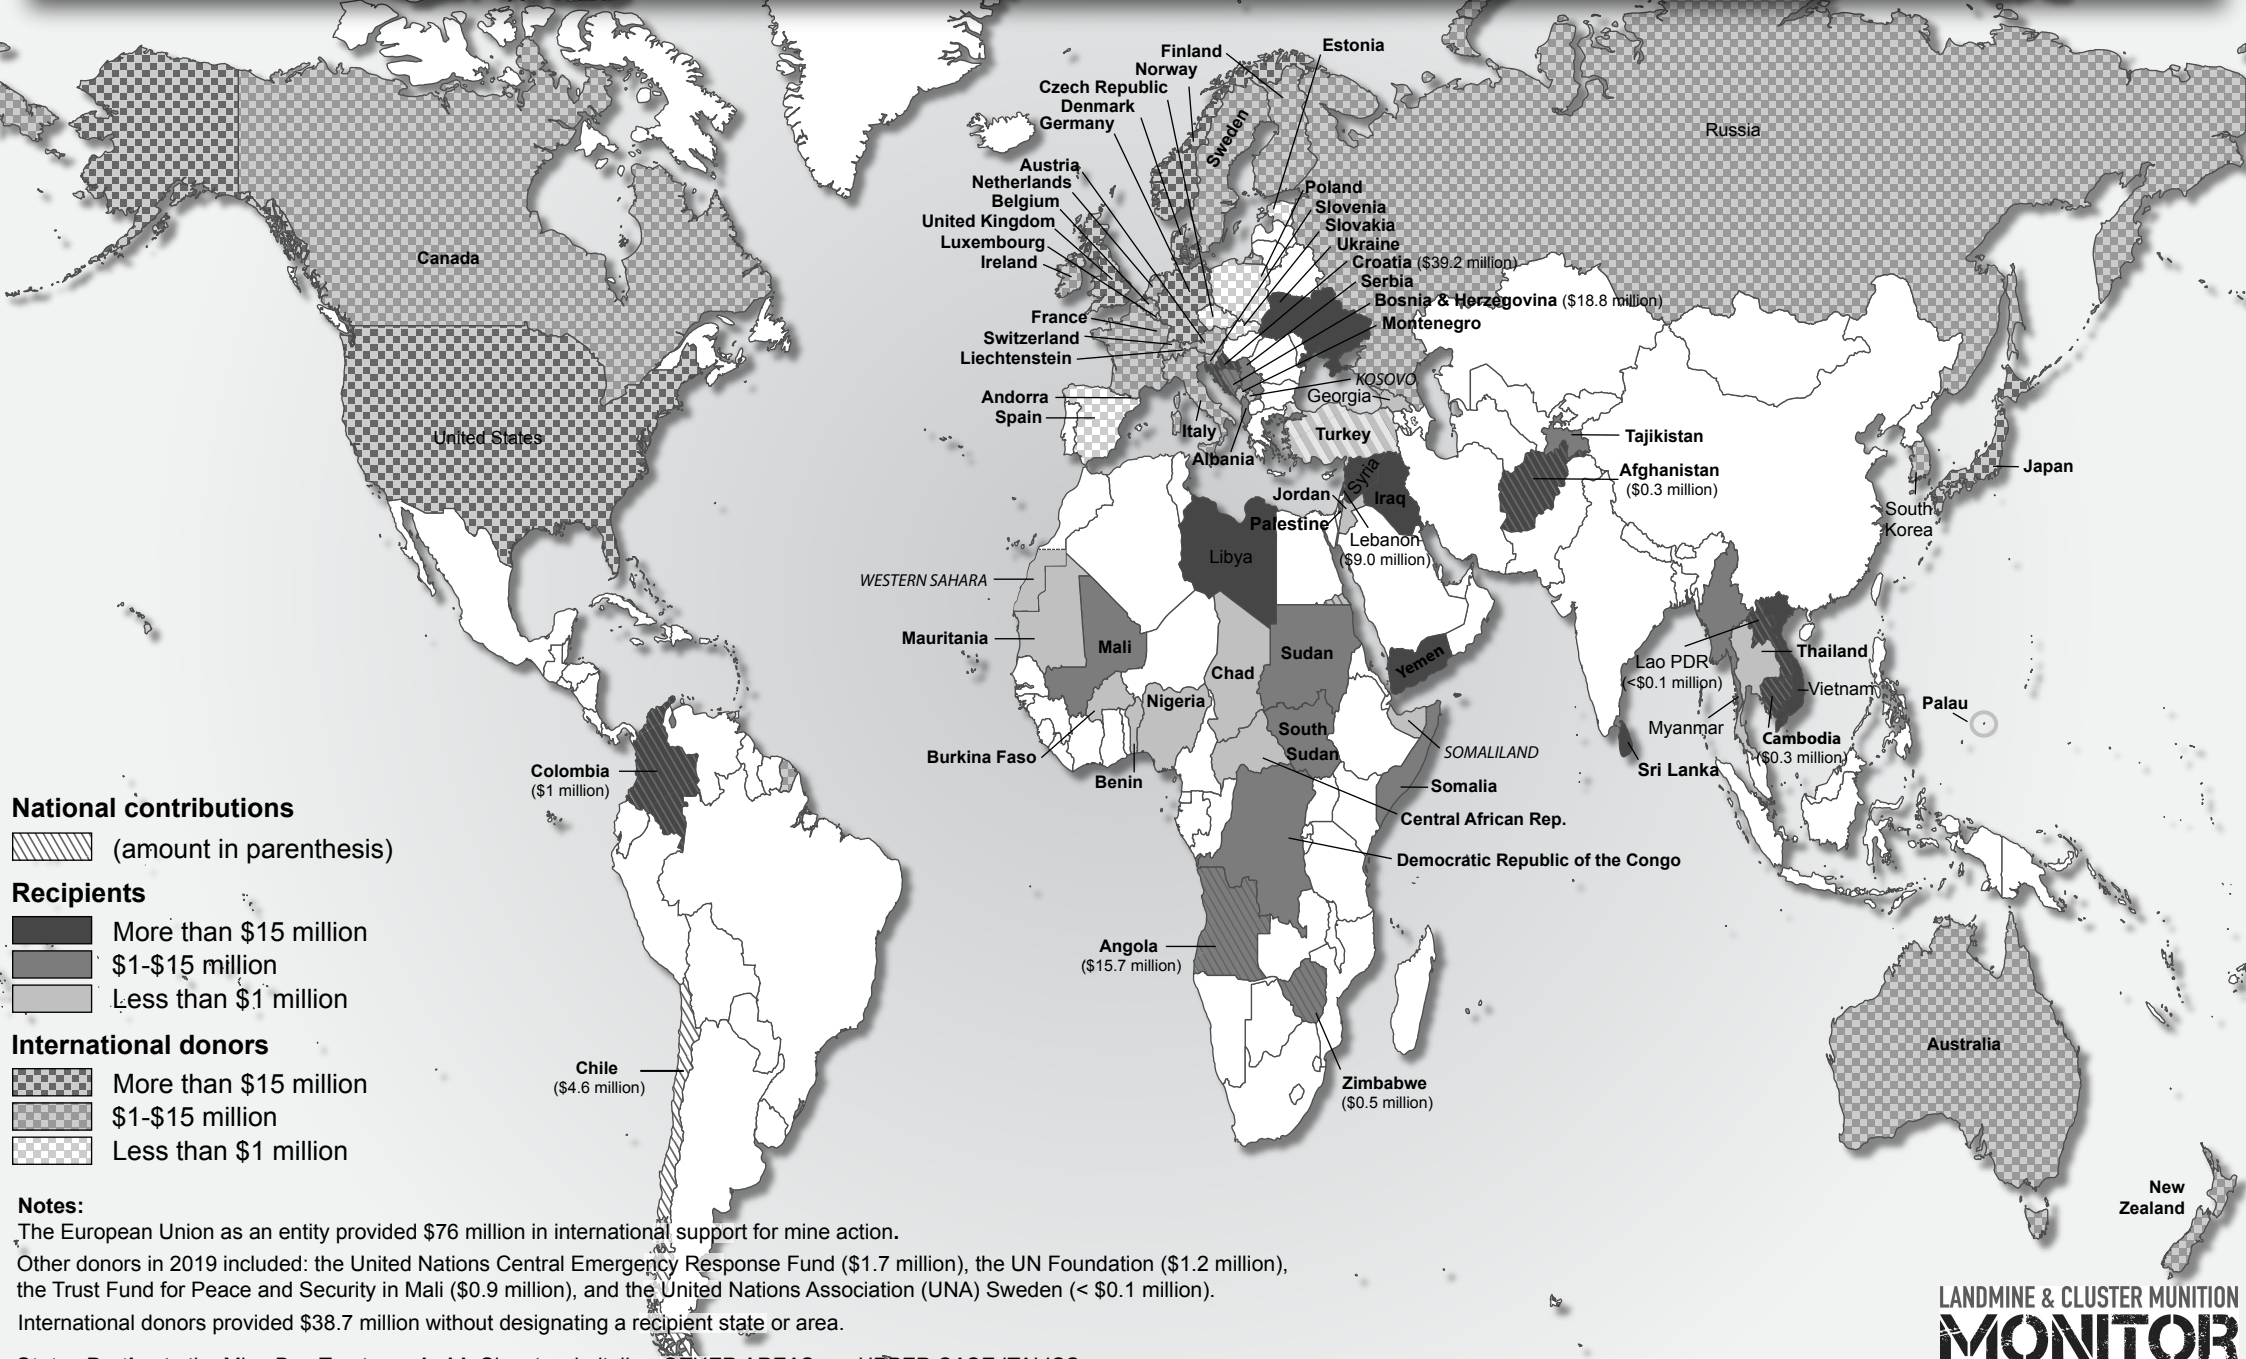 Finland
Estonia
Norway
Czech Republic
Denmark
Germany
Sweden
Russia
Austria
Netherlands
Belgium
United Kingdom
Luxembourg
Ireland
Poland
Slovenia
Slovakia
Ukraine
Croatia ($39.2 million)
Serbia
Bosnia & Herzegovina ($18.8 million)
Montenegro
Canada
France
Switzerland
Liechtenstein
KOSOVO
Georgia
Andorra
Spain
Italy
Albania
Turkey
United States
Tajikistan
Afghanistan
($0.3 million)
Japan
South
Korea
Syria
Iraq
Jordan
Palestine
Lebanon
($9.0 million)
Libya
WESTERN SAHARA
Mauritania
Mali
Chad
Sudan
Yemen
Nigeria
South
Sudan
Burkina Faso
Benin
SOMALILAND
Somalia
Central African Rep.
Democratic Republic of the Congo
Lao PDR
(<$0.1 million)
Thailand
Vietnam
Myanmar
Cambodia
($0.3 million)
Sri Lanka
Palau
Colombia
($1 million)
Angola
($15.7 million)
Zimbabwe
($0.5 million)
Chile
($4.6 million)
Australia
New
Zealand
National contributions
(amount in parenthesis)
Recipients
More than $15 million
$1-$15 million
Less than $1 million
International donors
More than $15 million
$1-$15 million
Less than $1 million
Notes:
The European Union as an entity provided $76 million in international support for mine action.
Other donors in 2019 included: the United Nations Central Emergency Response Fund ($1.7 million), the UN Foundation ($1.2 million),
the Trust Fund for Peace and Security in Mali ($0.9 million), and the United Nations Association (UNA) Sweden (< $0.1 million).
International donors provided $38.7 million without designating a recipient state or area.
LANDMINE & CLUSTER MUNITION
MONITOR